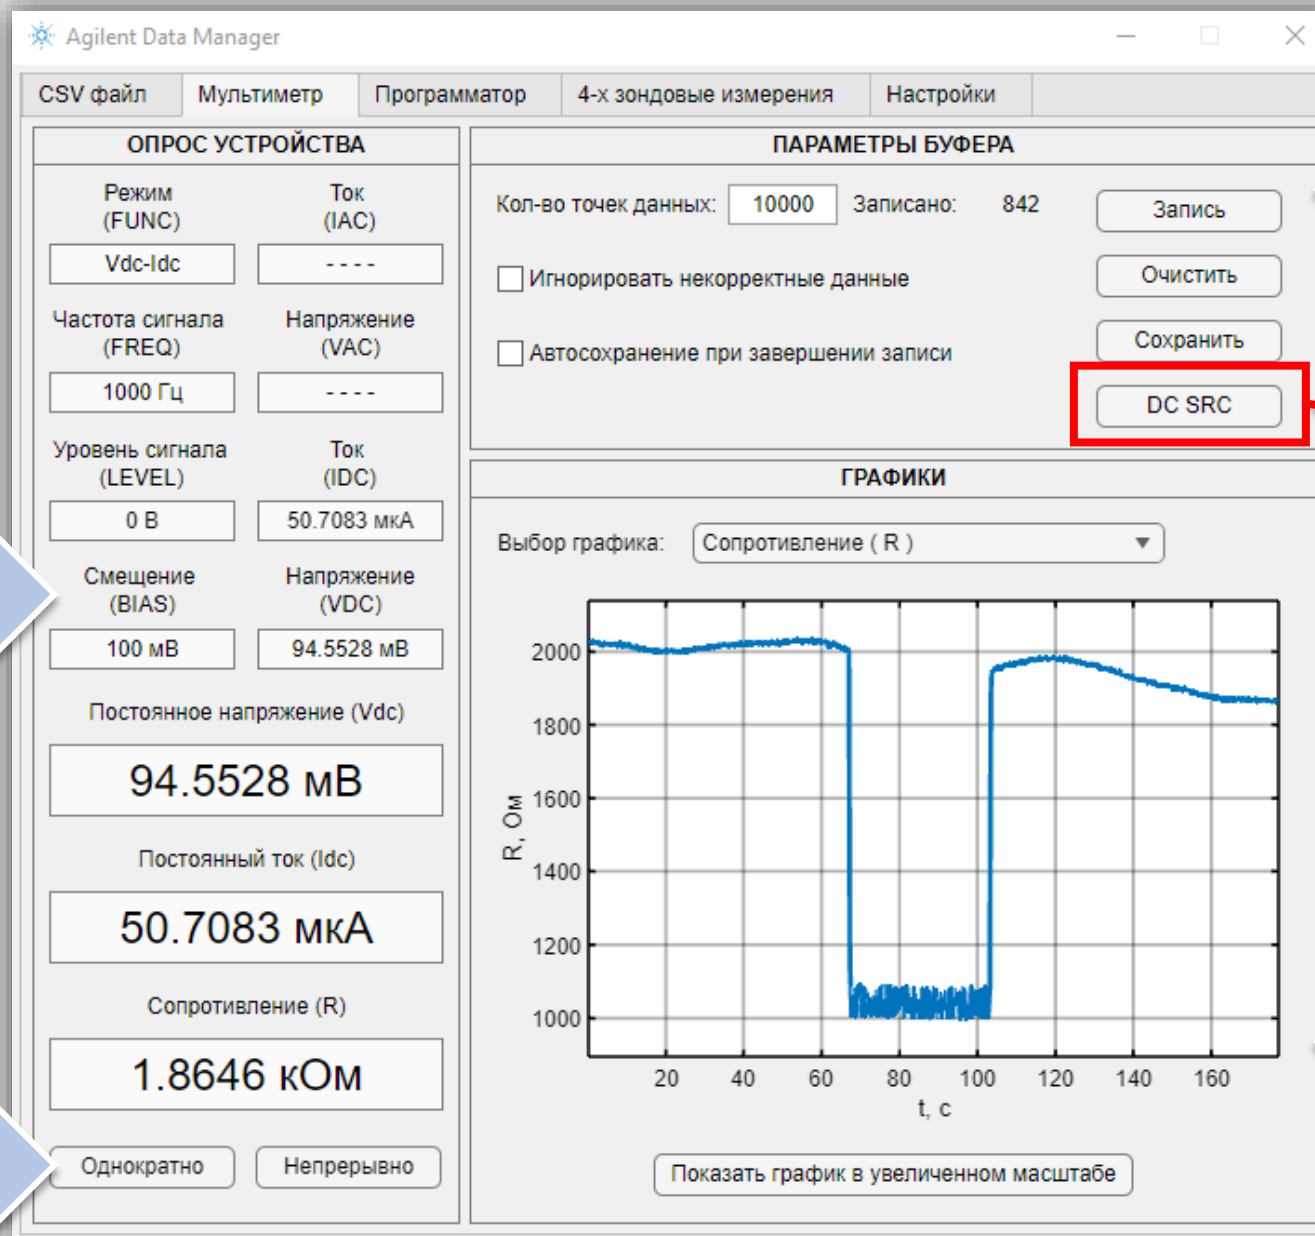 Agilent Data Manager
CSV файл Мультиметр Программатор 4-х зондовые измерения Настройки
ОПРОС УСТРОЙСТВА
Режим Ток
(FUNC) (IAC)
Vdc-Idc - - - -
Частота сигнала Напряжение
(FREQ) (VAC)
1000 Гц - - - -
Уровень сигнала Ток
(LEVEL) (IDC)
0 В 50.7083 мкА
Смещение Напряжение
(BIAS) (VDC)
100 мВ 94.5528 мВ
Постоянное напряжение (Vdc)
94.5528 мВ
Постоянный ток (Idc)
50.7083 мкА
Сопротивление (R)
1.8646 кОм
Однократно Непрерывно
ПАРАМЕТРЫ БУФЕРА
Кол-во точек данных: 10000 Записано: 842 Запись
Игнорировать некорректные данные Очистить
Автосохранение при завершении записи Сохранить
DC SRC
ГРАФИКИ
Выбор графика: Сопротивление ( R )
2000
1800
1600
1400
1200
1000
R, Ом
20 40 60 80 100 120 140 160
t, с
Показать график в увеличенном масштабе